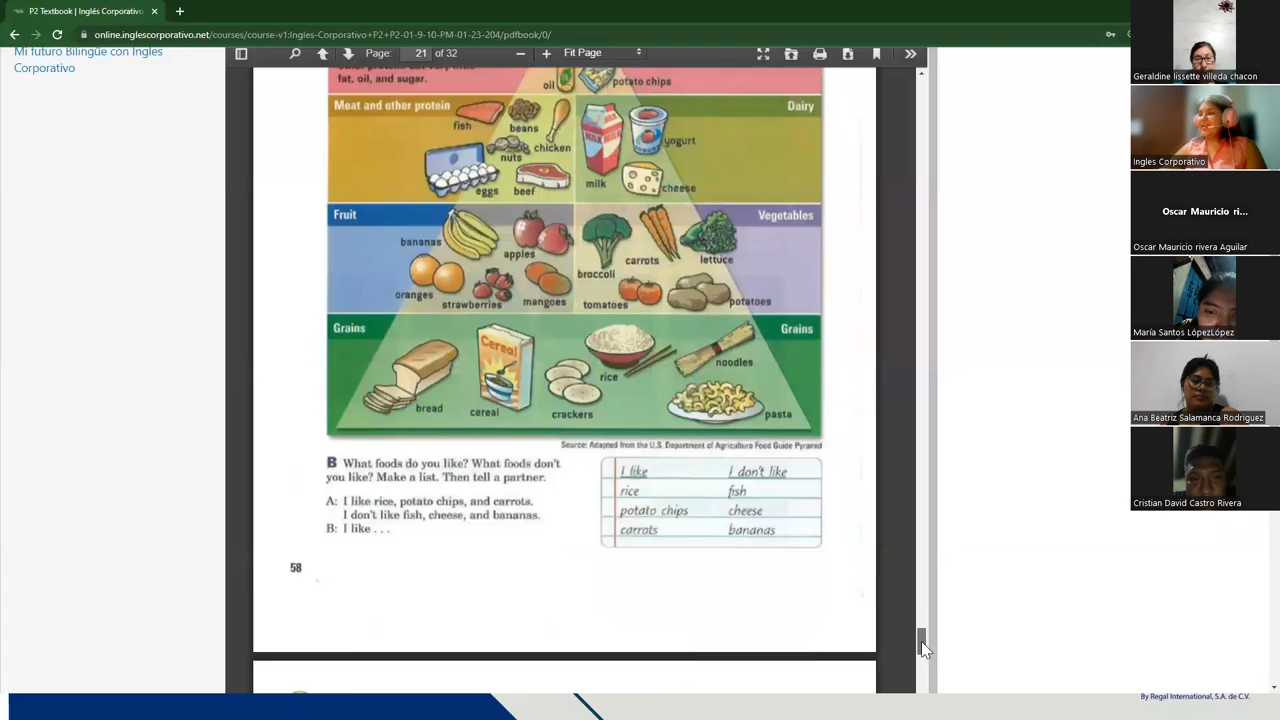 P2 Textbook | Inglés Corporativo
online.inglescorporativo.net/courses/course-v1:Ingles-Corporativo+P2+P2-01-9-10-PM-01-23-204/pdfbook/0/
Mi futuro Bilingüe con Ingles
Corporativo
Page: 21 of 32
Fit Page
fat, oil, and sugar.
oil
potato chips
Meat and other protein
Dairy
fish
beans
chicken
nuts
eggs
beef
MILK
yogurt
milk
cheese
Fruit
Vegetables
bananas
apples
oranges
strawberries
mangoes
broccoli
carrots
lettuce
tomatoes
potatoes
Grains
Grains
Cereal
bread
cereal
crackers
rice
noodles
pasta
Source: Adapted from the U.S. Department of Agriculture Food Guide Pyramid
B What foods do you like? What foods don't
you like? Make a list. Then tell a partner.
A: I like rice, potato chips, and carrots.
I don't like fish, cheese, and bananas.
B: I like . . .
I like I don't like
rice fish
potato chips cheese
carrots bananas
58
Geraldine lissette villeda chacon
Ingles Corporativo
Oscar Mauricio ri...
Oscar Mauricio rivera Aguilar
María Santos LópezLópez
Ana Beatriz Salamanca Rodriguez
Cristian David Castro Rivera
By Regal International, S.A. de C.V.